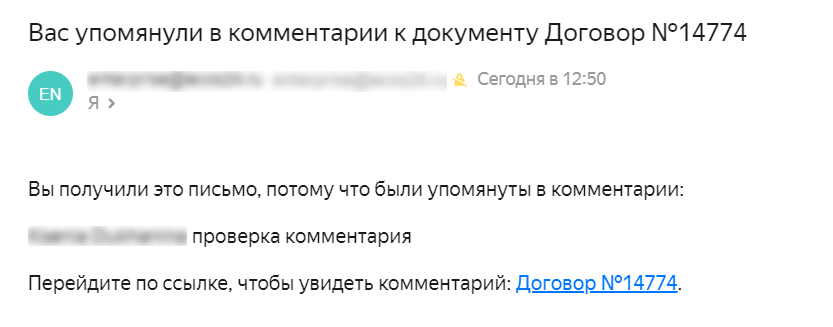 Вас упомянули в комментарии к документу Договор №14774
EN
Сегодня в 12:50
Я
Вы получили это письмо, потому что были упомянуты в комментарии:
проверка комментария
Перейдите по ссылке, чтобы увидеть комментарий: Договор №14774.